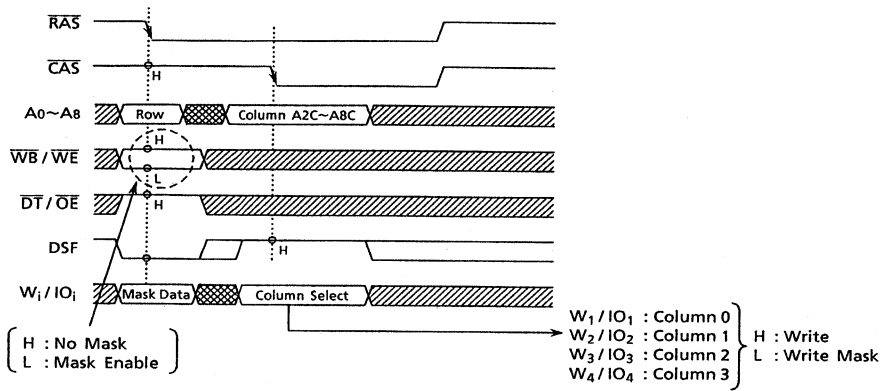 RAS
CAS
H
A0~A8
Row
Column A2C~A8C
WB / WE
H
L
DT / OE
H
DSF
H
Wi / IOi
Mask Data
Column Select
H : No Mask
L : Mask Enable
W1 / IO1 : Column 0
W2 / IO2 : Column 1
W3 / IO3 : Column 2
W4 / IO4 : Column 3
H : Write
L : Write Mask